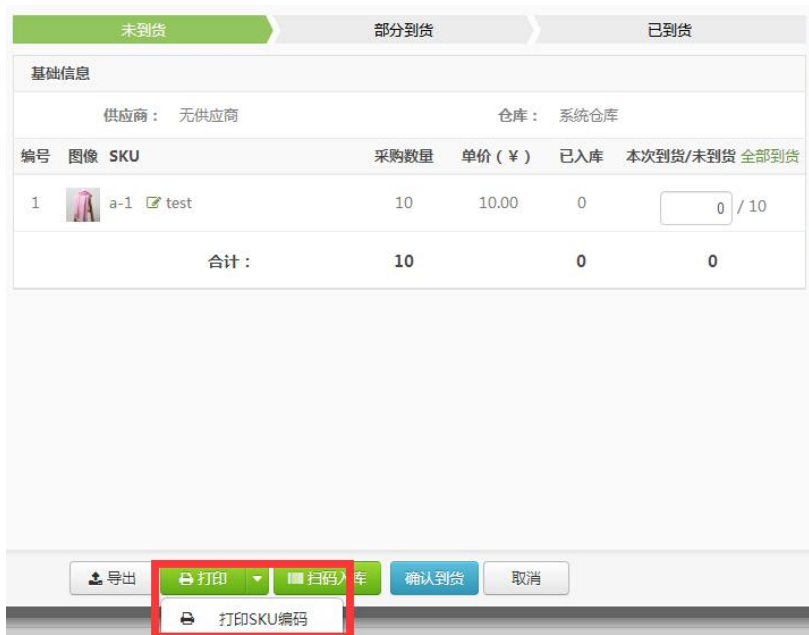 未到货 部分到货 已到货
基础信息
供应商： 无供应商 仓库： 系统仓库
编号 图像 SKU 采购数量 单价（¥） 已入库 本次到货/未到货 全部到货
1 a-1 test 10 10.00 0 0 / 10
合计： 10 0 0
导出 打印 扫码入库 确认到货 取消
打印SKU编码